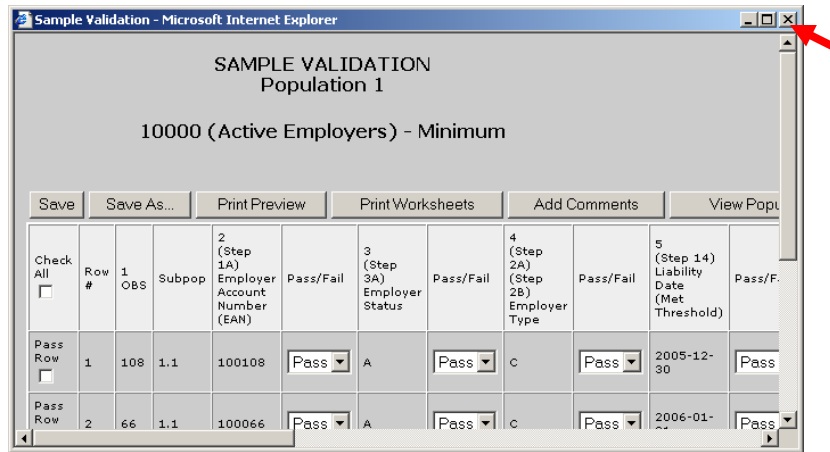 Sample Validation - Microsoft Internet Explorer
SAMPLE VALIDATION
Population 1
10000 (Active Employers) - Minimum
Save Save As... Print Preview Print Worksheets Add Comments View Popu
Check
All
Row
#
1
OBS
Subpop
2
(Step
1A)
Employer
Account
Number
(EAN)
Pass/Fail
3
(Step
3A)
Employer
Status
Pass/Fail
4
(Step
2A)
(Step
2B)
Employer
Type
Pass/Fail
5
(Step 14)
Liability
Date
(Met
Threshold)
Pass/F
Pass
Row
1 108 1.1 100108 Pass A Pass C Pass 2005-12-
30
Pass
Pass
Row
2 66 1.1 100066 Pass A Pass C Pass 2006-01-
Pass